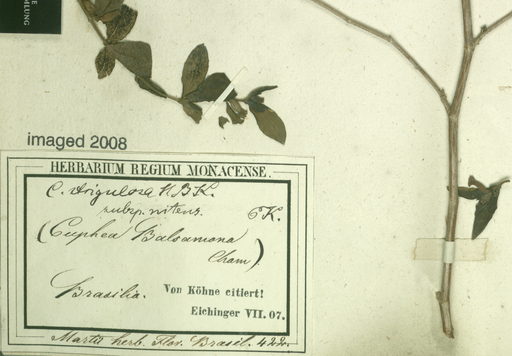 MLUNG
imaged 2008
HERBARIUM REGIUM MONACENSE.
C. strigulosa H.B.K.
subsp. nitens. K.
(Cuphea Balsamona
Cham).
Brasilia.
Von Köhne citiert!
Eichinger VII. 07.
Martii herb. Flor. Brasil. 422.